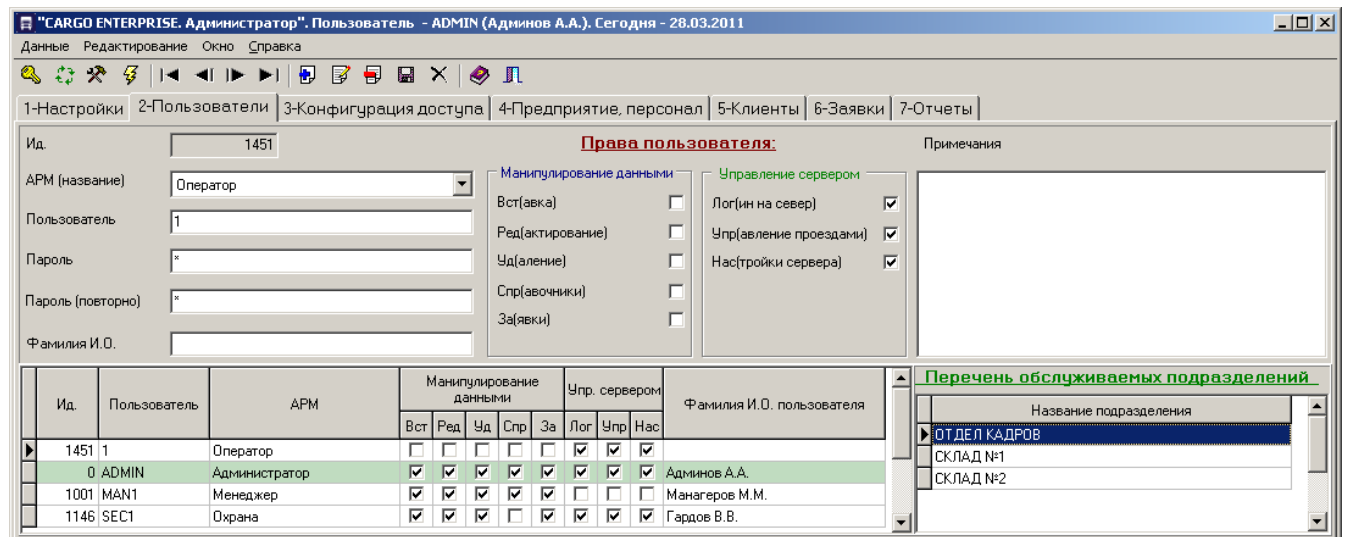 "CARGO ENTERPRISE. Администратор". Пользователь - ADMIN (Админов А.А.). Сегодня - 28.03.2011
Данные Редактирование Окно Справка
1-Настройки 2-Пользователи 3-Конфигурация доступа 4-Предприятие, персонал 5-Клиенты 6-Заявки 7-Отчеты
Ид. 1451 Права пользователя: Примечания
АРМ (название) Оператор Манипулирование данными Управление сервером
Вст(авка) Лог(ин на север)
Пользователь 1
Ред(актирование) Упр(авление проездами)
Пароль * Уд(аление) Нас(тройки сервера)
Пароль (повторно) * Спр(авочники)
За(явки)
Фамилия И.О.
Перечень обслуживаемых подразделений
Ид. Пользователь АРМ Манипулирование данными Упр. сервером Фамилия И.О. пользователя
Вст Ред Уд Спр За Лог Упр Нас
1451 1 Оператор
0 ADMIN Администратор Админов А.А.
1001 MAN1 Менеджер Манагеров М.М.
1146 SEC1 Охрана Гардов В.В.
Название подразделения
ОТДЕЛ КАДРОВ
СКЛАД №1
СКЛАД №2